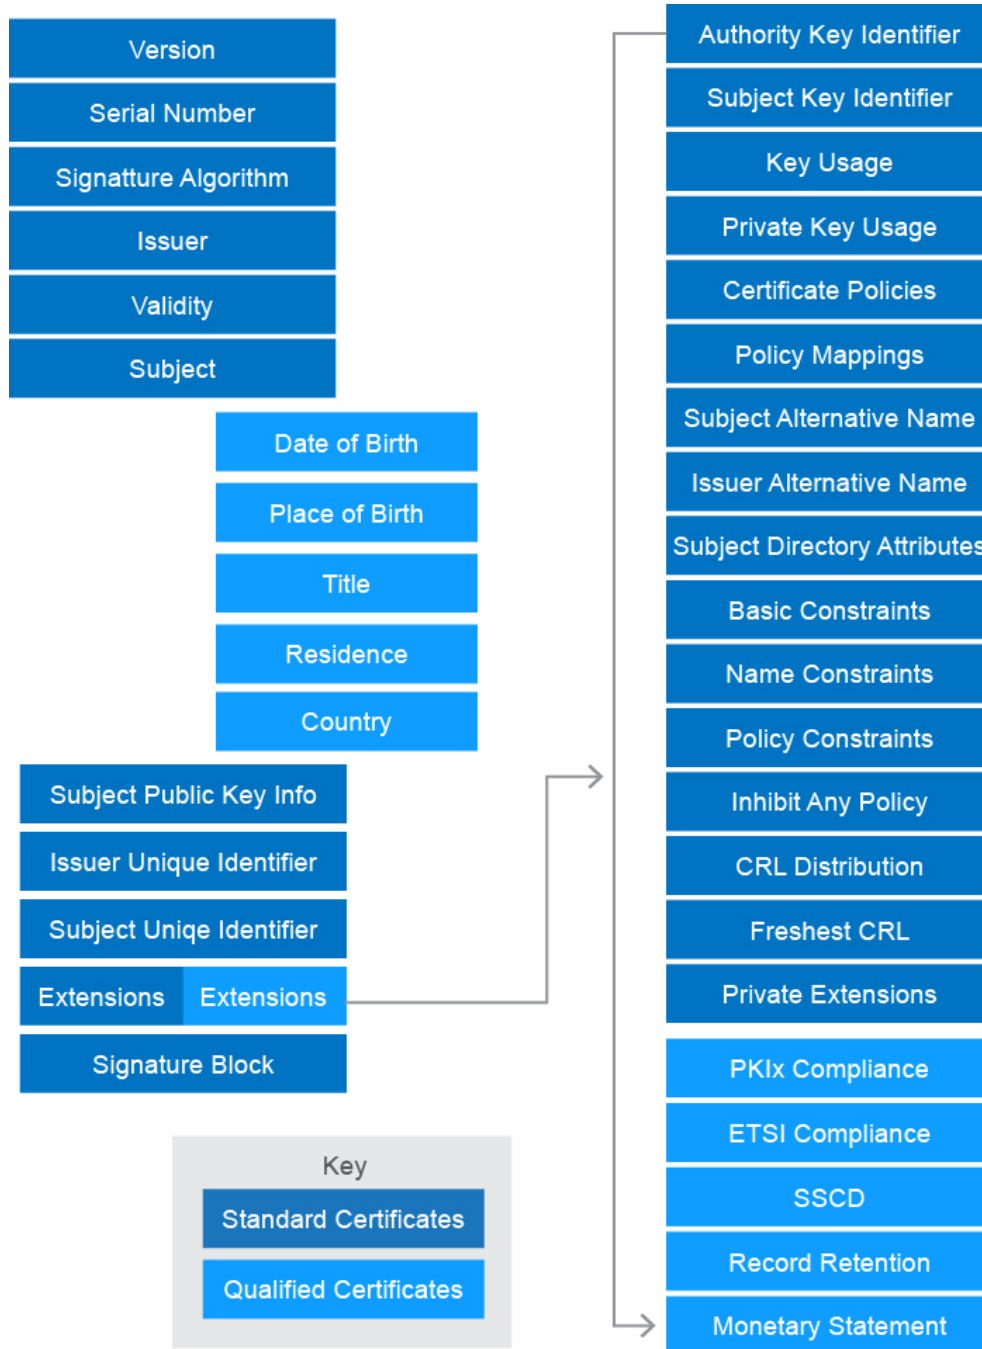 Version
Serial Number
Signatture Algorithm
Issuer
Validity
Subject
Date of Birth
Place of Birth
Title
Residence
Country
Subject Public Key Info
Issuer Unique Identifier
Subject Uniqe Identifier
Extensions Extensions
Signature Block
Key
Standard Certificates
Qualified Certificates
Authority Key Identifier
Subject Key Identifier
Key Usage
Private Key Usage
Certificate Policies
Policy Mappings
Subject Alternative Name
Issuer Alternative Name
Subject Directory Attributes
Basic Constraints
Name Constraints
Policy Constraints
Inhibit Any Policy
CRL Distribution
Freshest CRL
Private Extensions
PKIx Compliance
ETSI Compliance
SSCD
Record Retention
Monetary Statement